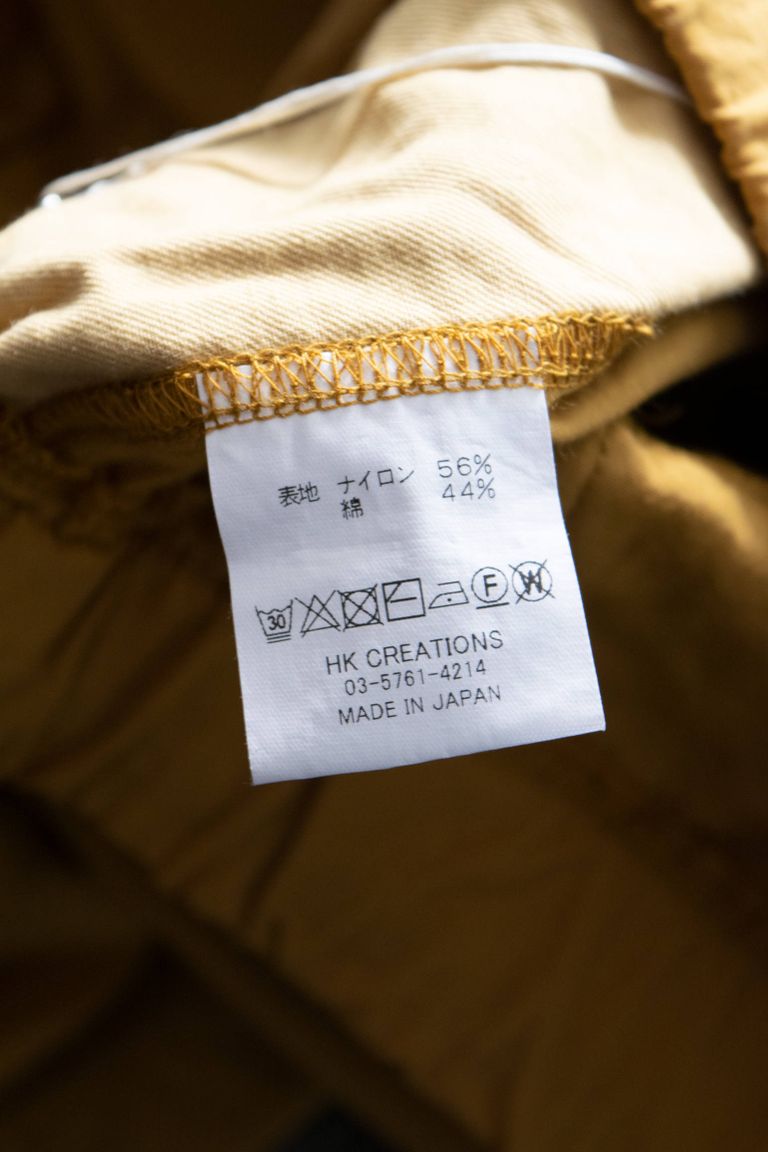 表地 ナイロン 56%
綿 44%
30 F W
HK CREATIONS
03-5761-4214
MADE IN JAPAN